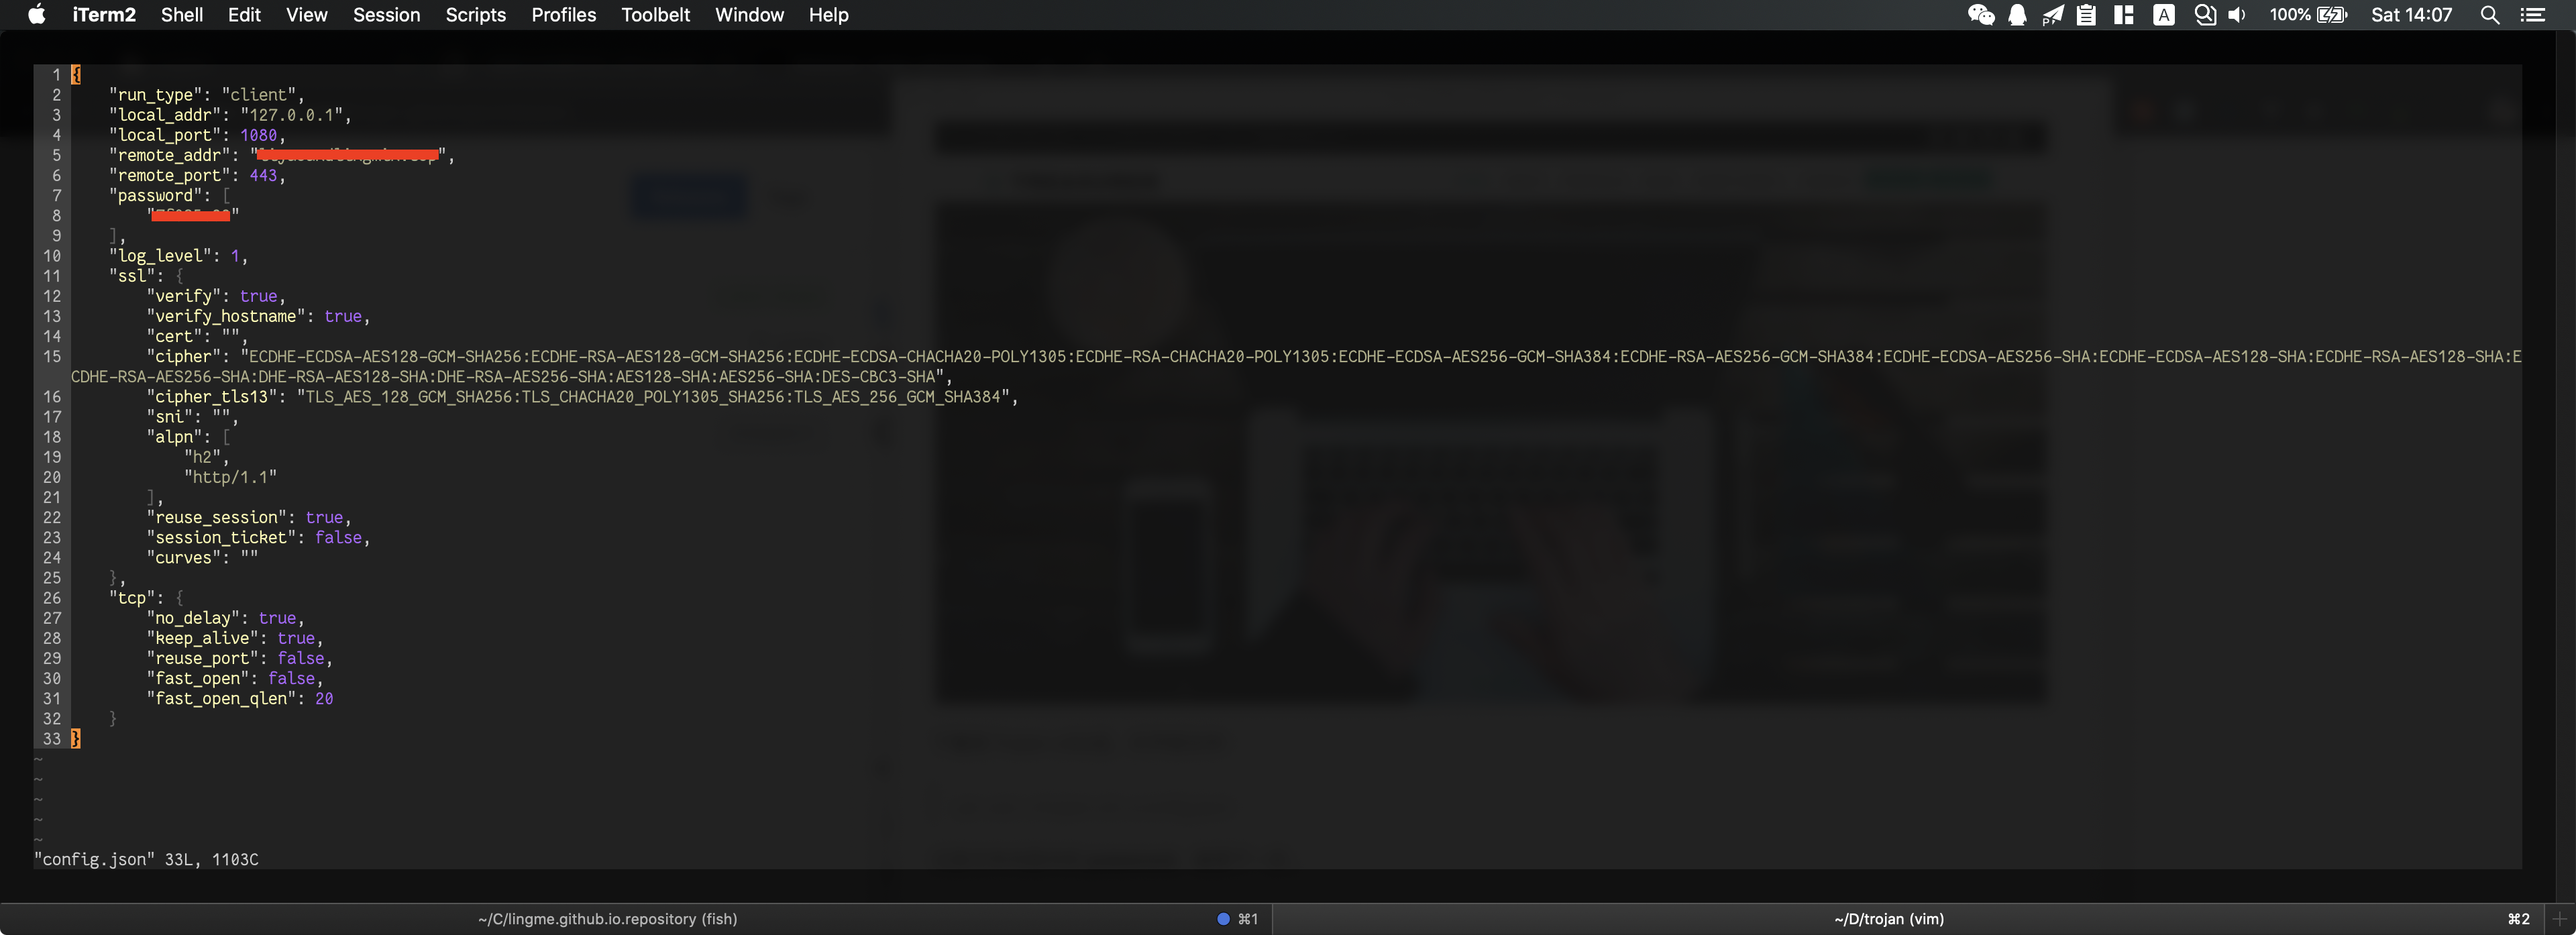 iTerm2 Shell Edit View Session Scripts Profiles Toolbelt Window Help A 100% Sat 14:07
1 {
2 "run_type": "client",
3 "local_addr": "127.0.0.1",
4 "local_port": 1080,
5 "remote_addr": "",
6 "remote_port": 443,
7 "password": [
8 ""
9 ],
10 "log_level": 1,
11 "ssl": {
12 "verify": true,
13 "verify_hostname": true,
14 "cert": "",
15 "cipher": "ECDHE-ECDSA-AES128-GCM-SHA256:ECDHE-RSA-AES128-GCM-SHA256:ECDHE-ECDSA-CHACHA20-POLY1305:ECDHE-RSA-CHACHA20-POLY1305:ECDHE-ECDSA-AES256-GCM-SHA384:ECDHE-RSA-AES256-GCM-SHA384:ECDHE-ECDSA-AES256-SHA:ECDHE-ECDSA-AES128-SHA:ECDHE-RSA-AES128-SHA:E
CDHE-RSA-AES256-SHA:DHE-RSA-AES128-SHA:DHE-RSA-AES256-SHA:AES128-SHA:AES256-SHA:DES-CBC3-SHA",
16 "cipher_tls13": "TLS_AES_128_GCM_SHA256:TLS_CHACHA20_POLY1305_SHA256:TLS_AES_256_GCM_SHA384",
17 "sni": "",
18 "alpn": [
19 "h2",
20 "http/1.1"
21 ],
22 "reuse_session": true,
23 "session_ticket": false,
24 "curves": ""
25 },
26 "tcp": {
27 "no_delay": true,
28 "keep_alive": true,
29 "reuse_port": false,
30 "fast_open": false,
31 "fast_open_qlen": 20
32 }
33 }
~
~
~
~
~
"config.json" 33L, 1103C
~/C/lingme.github.io.repository (fish) ⌘1 ~/D/trojan (vim) ⌘2